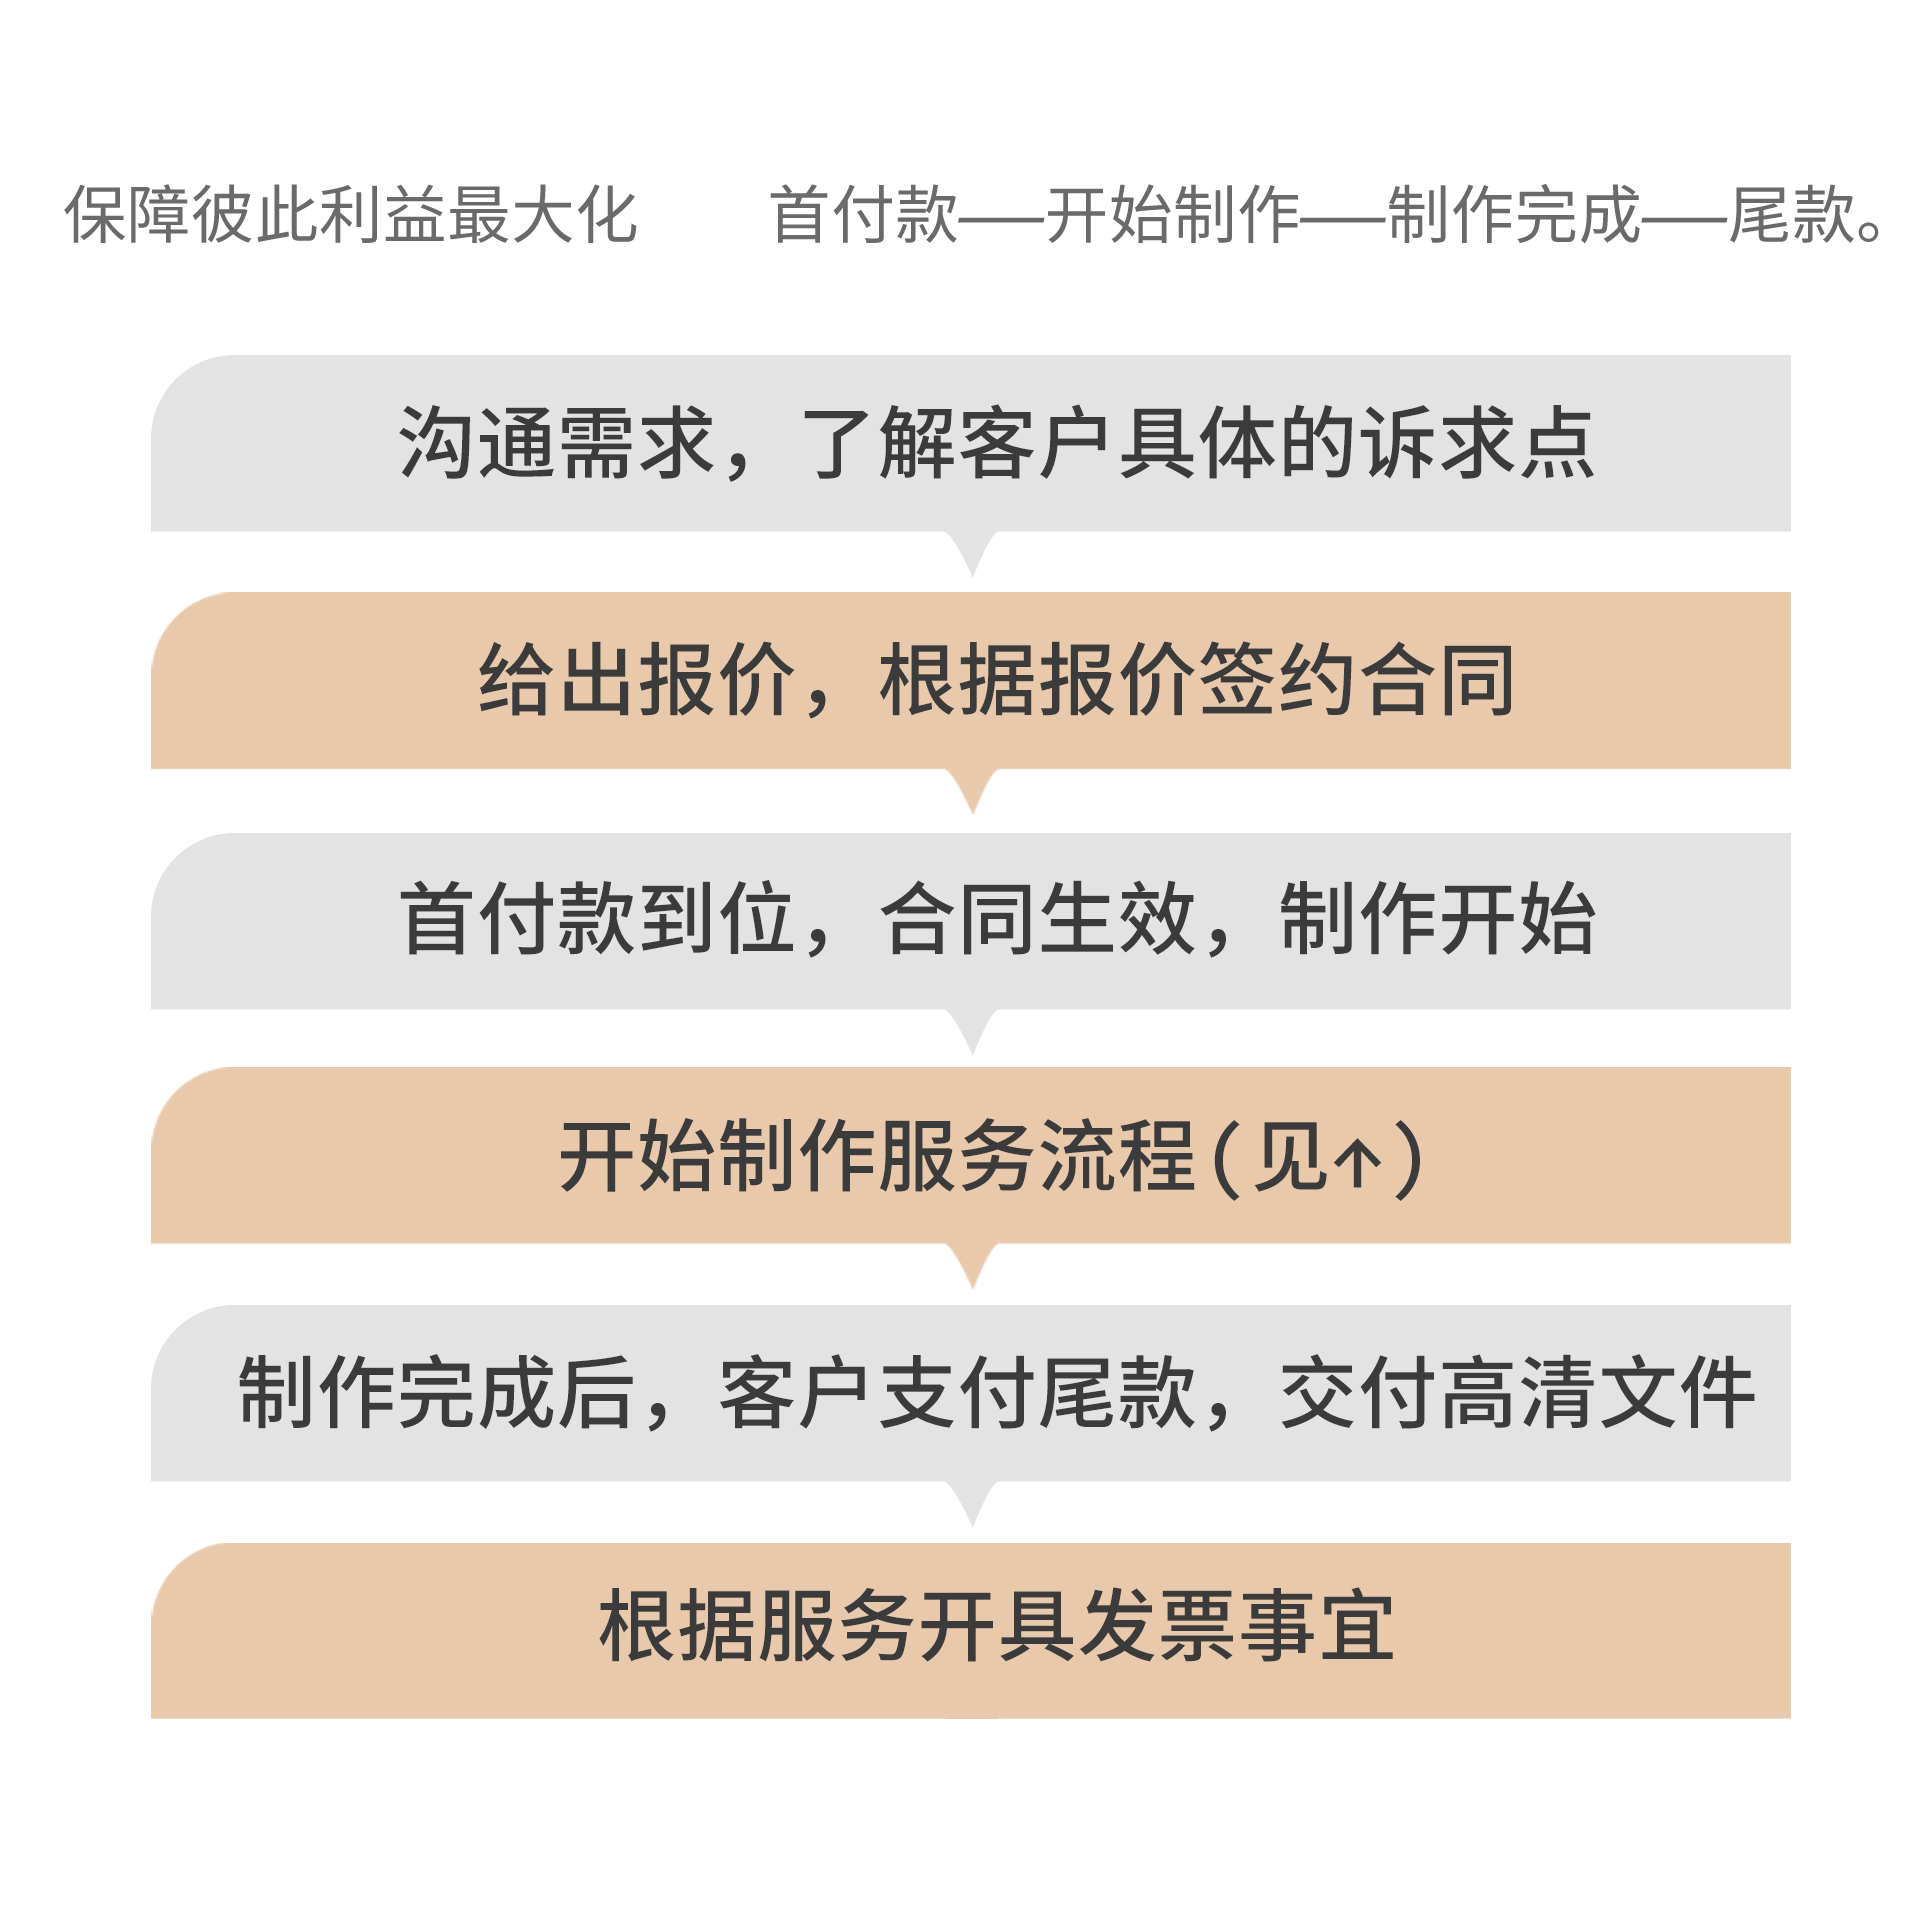 保障彼此利益最大化　　首付款——开始制作——制作完成——尾款。
沟通需求，了解客户具体的诉求点
给出报价，根据报价签约合同
首付款到位，合同生效，制作开始
开始制作服务流程（见↑）
制作完成后，客户支付尾款，交付高清文件
根据服务开具发票事宜